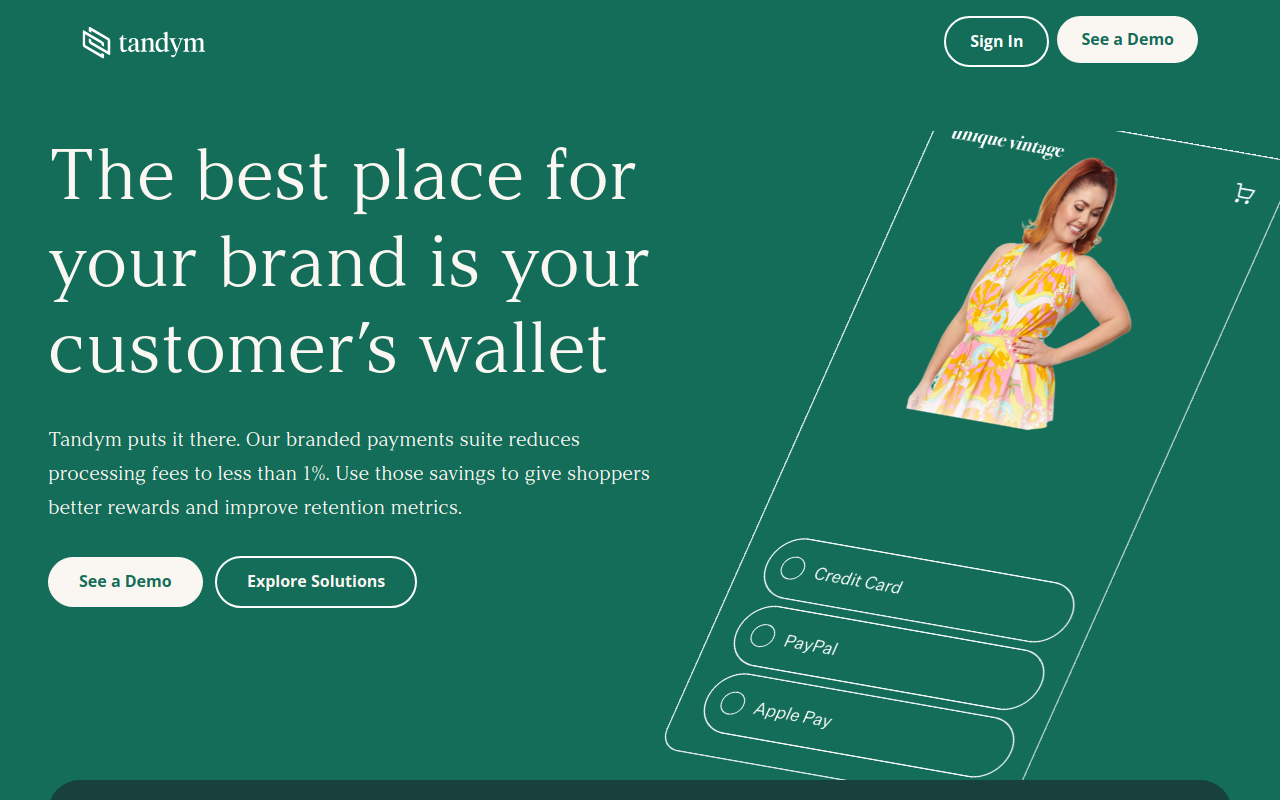 tandym
Sign In
See a Demo
The best place for
your brand is your
customer’s wallet
Tandym puts it there. Our branded payments suite reduces
processing fees to less than 1%. Use those savings to give shoppers
better rewards and improve retention metrics.
See a Demo
Explore Solutions
unique vintage
Credit Card
PayPal
Apple Pay